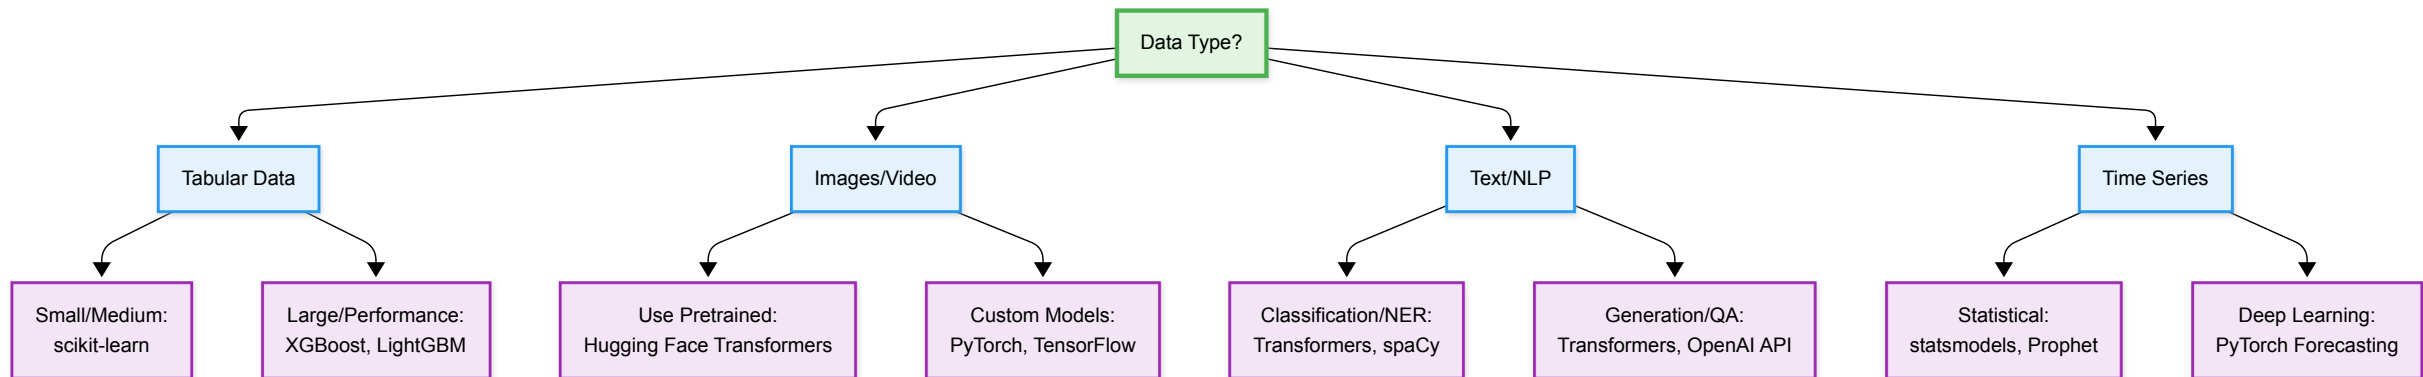 Data Type?
Tabular Data
Images/Video
Text/NLP
Time Series
Small/Medium:
scikit-learn
Large/Performance:
XGBoost, LightGBM
Use Pretrained:
Hugging Face Transformers
Custom Models:
PyTorch, TensorFlow
Classification/NER:
Transformers, spaCy
Generation/QA:
Transformers, OpenAI API
Statistical:
statsmodels, Prophet
Deep Learning:
PyTorch Forecasting